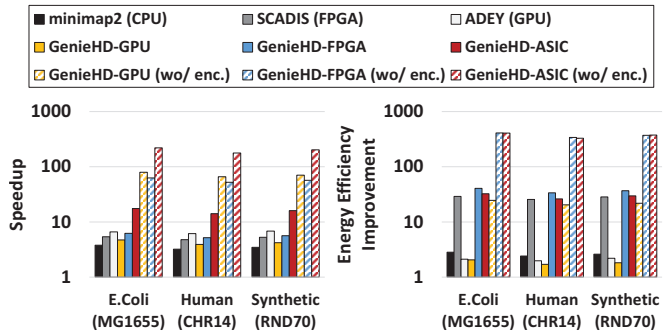 minimap2 (CPU) SCADIS (FPGA) ADEY (GPU)
GenieHD-GPU GenieHD-FPGA GenieHD-ASIC
GenieHD-GPU (wo/ enc.) GenieHD-FPGA (wo/ enc.) GenieHD-ASIC (wo/ enc.)
Speedup
1000
100
10
1
E.Coli Human Synthetic
(MG1655) (CHR14) (RND70)
Energy Efficiency
Improvement
1000
100
10
1
E.Coli Human Synthetic
(MG1655) (CHR14) (RND70)